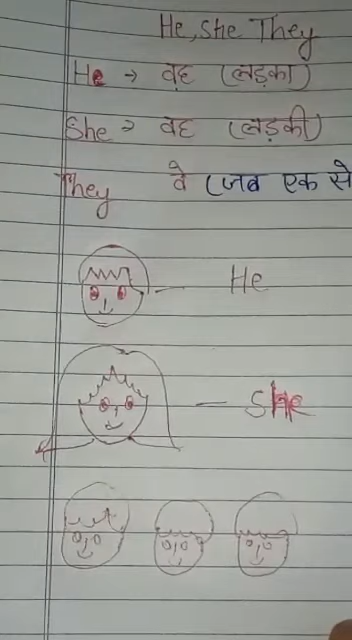 He, She They
He → वह (लड़का)
She → वह (लड़की)
They वे (जब एक से
— He
— SHe